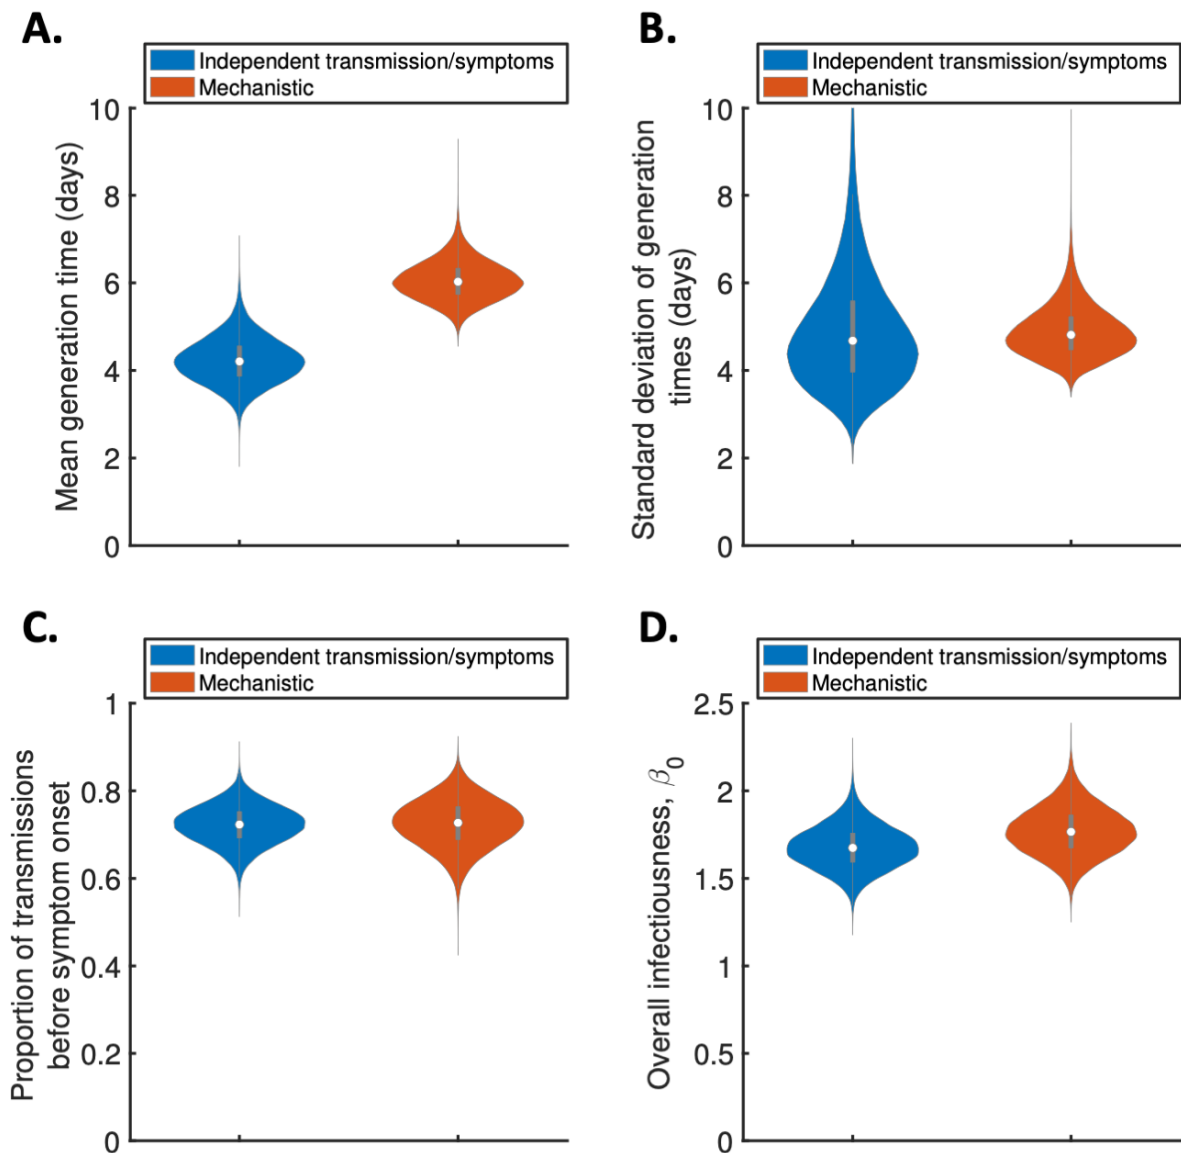 A.
Independent transmission/symptoms
Mechanistic
Mean generation time (days)
10
8
6
4
2
0
B.
Independent transmission/symptoms
Mechanistic
Standard deviation of generation
times (days)
10
8
6
4
2
0
C.
Independent transmission/symptoms
Mechanistic
Proportion of transmissions
before symptom onset
1
0.8
0.6
0.4
0.2
0
D.
Independent transmission/symptoms
Mechanistic
Overall infectiousness, β₀
2.5
2
1.5
1
0.5
0